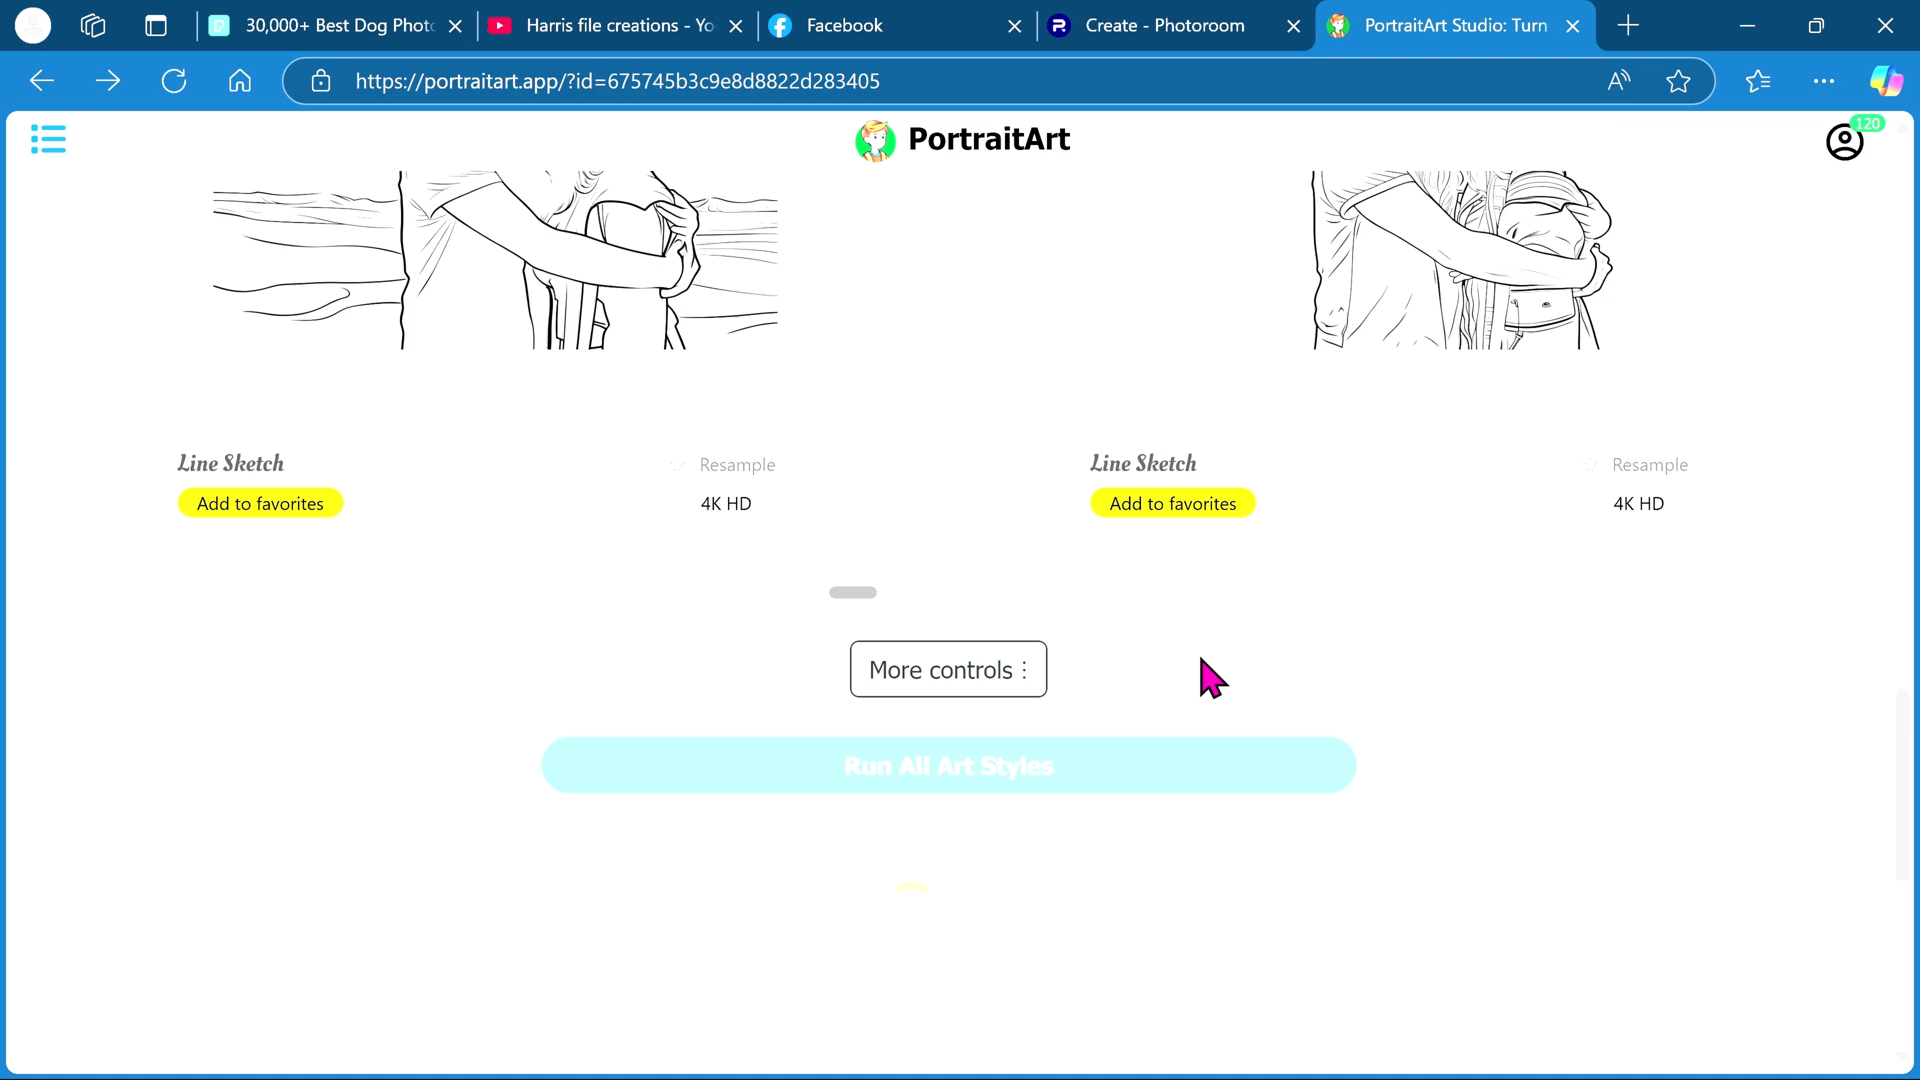 30,000+ Best Dog Phot
Harris file creations - Yo
Facebook
Create - Photoroom
PortraitArt Studio: Turn
https://portraitart.app/?id=675745b3c9e8d8822d283405
PortraitArt
120
Line Sketch
Resample
Add to favorites
4K HD
Line Sketch
Resample
Add to favorites
4K HD
More controls ⋮
Run All Art Styles